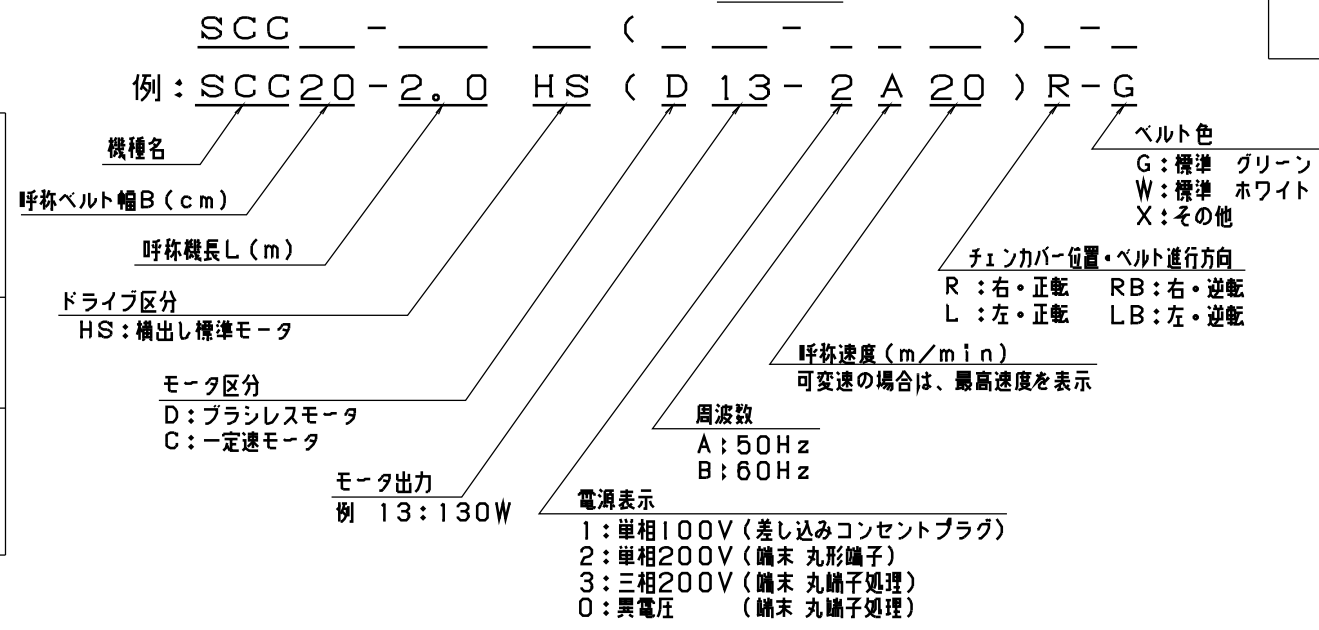 SCC - ( - ) -
例:SCC20-2.0 HS(D13-2A20)R-G
機種名
呼称ベルト幅B(cm)
呼称機長L(m)
ドライブ区分
HS:横出し標準モータ
モータ区分
D:ブラシレスモータ
C:一定速モータ
モータ出力
例 13:130W
電源表示
1:単相100V(差し込みコンセントプラグ)
2:単相200V(端末 丸形端子)
3:三相200V(端末 丸端子処理)
0:異電圧 (端末 丸端子処理)
周波数
A:50Hz
B:60Hz
呼称速度(m/min)
可変速の場合は、最高速度を表示
チェンカバー位置・ベルト進行方向
R :右・正転 RB:右・逆転
L :左・正転 LB:左・逆転
ベルト色
G:標準 グリーン
W:標準 ホワイト
X:その他